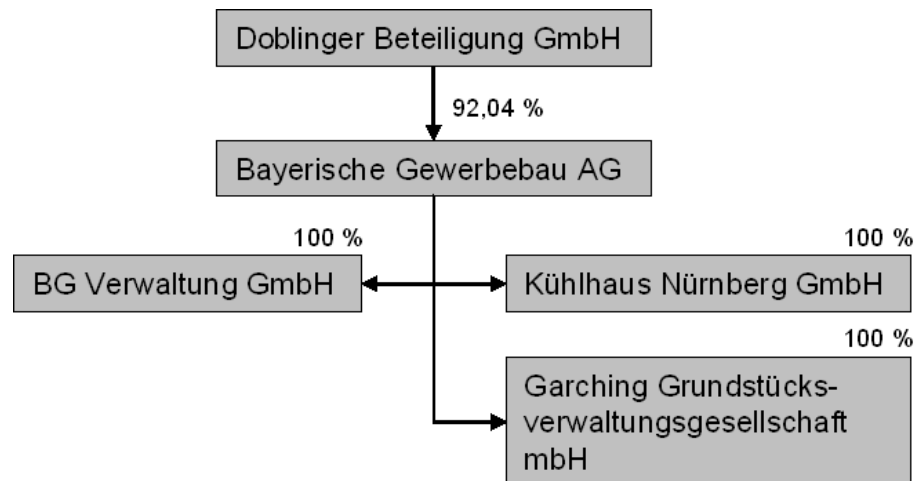 Doblinger Beteiligung GmbH
92,04 %
Bayerische Gewerbebau AG
100 %
BG Verwaltung GmbH
100 %
Kühlhaus Nürnberg GmbH
100 %
Garching Grundstücks-
verwaltungsgesellschaft
mbH